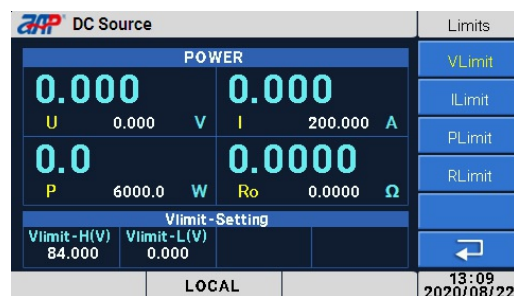 AAP DC Source
Limits
POWER
0.000
U 0.000 V
0.000
I 200.000 A
0.0
P 6000.0 W
0.0000
Ro 0.0000 Ω
Vlimit-Setting
Vlimit-H(V) Vlimit-L(V)
84.000 0.000
VLimit
ILimit
PLimit
RLimit
LOCAL
13:09
2020/08/22